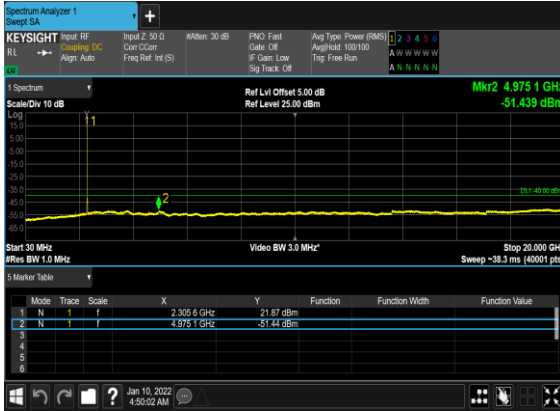 Spectrum Analyzer 1
Swept SA
+
KEYSIGHT Input: RF Input Z: 50 Ω #Atten: 30 dB PNO: Fast Avg Type: Power (RMS) 1 2 3 4 5 6
RL Coupling: DC Corr CCorr Gate: Off Avg|Hold: 100/100 A W W W W W
Align: Auto Freq Ref: Int (S) IF Gain: Low Trig: Free Run
Sig Track: Off A N N N N N
1 Spectrum Ref Lvl Offset 5.00 dB Mkr2 4.975 1 GHz
Scale/Div 10 dB Ref Level 25.00 dBm -51.439 dBm
Log
15.0
5.00
-5.00
-15.0
-25.0
-35.0
-45.0
-55.0
-65.0
1
2
DL1 -40.00 dBm
Start 30 MHz Video BW 3.0 MHz* Stop 20.000 GHz
#Res BW 1.0 MHz Sweep ~38.3 ms (40001 pts)
5 Marker Table
Mode Trace Scale X Y Function Function Width Function Value
1 N 1 f 2.305 6 GHz 21.87 dBm
2 N 1 f 4.975 1 GHz -51.44 dBm
3
4
5
6
? Jan 10, 2022
4:50:02 AM